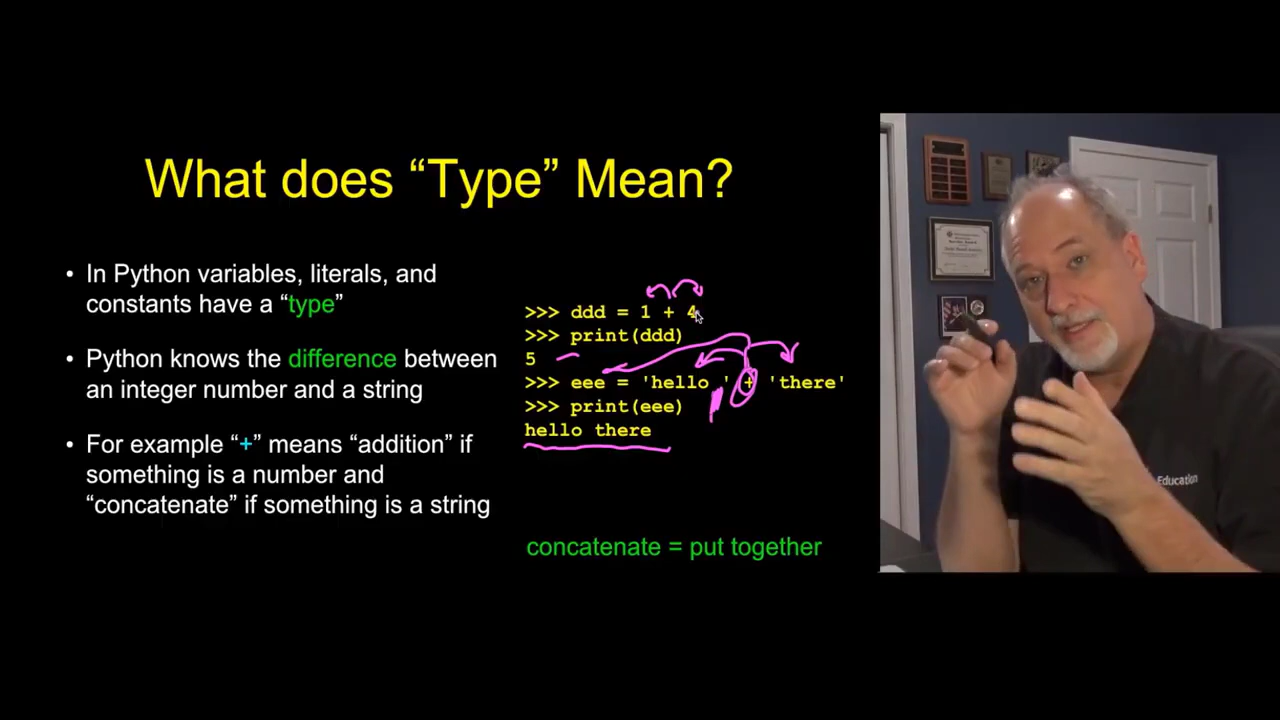 What does “Type” Mean?
• In Python variables, literals, and
constants have a “type”
• Python knows the difference between
an integer number and a string
• For example “+” means “addition” if
something is a number and
“concatenate” if something is a string
>>> ddd = 1 + 4
>>> print(ddd)
5
>>> eee = 'hello ' + 'there'
>>> print(eee)
hello there
concatenate = put together
Education